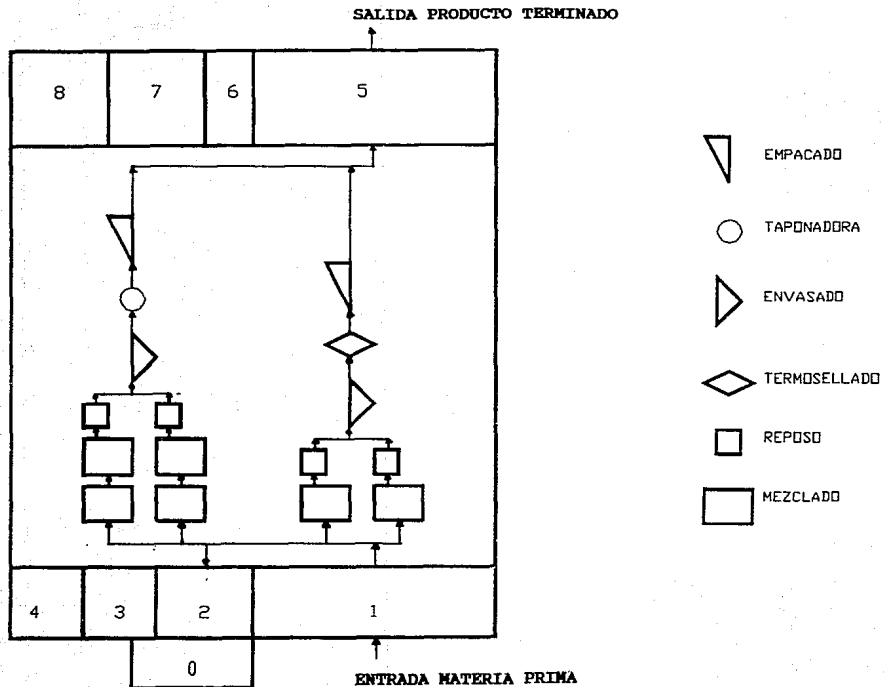 SALIDA PRODUCTO TERMINADO
8 7 6 5
EMPACADO
TAPONADORA
ENVASADO
TERMOSELLADO
REPOSO
MEZCLADO
4 3 2 1
0
ENTRADA MATERIA PRIMA